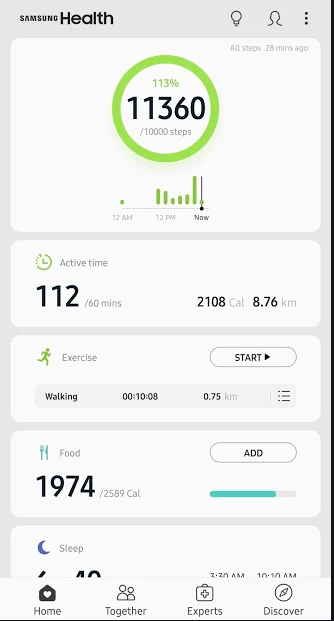 SAMSUNG Health
All steps 28 mins ago
113%
11360
/10000 steps
12 AM 12 PM Now
Active time
112 /60 mins 2108 Cal 8.76 km
Exercise START
Walking 00:10:08 0.75 km
Food ADD
1974 /2589 Cal
Sleep
3:30 AM 10:10 AM
Home Together Experts Discover